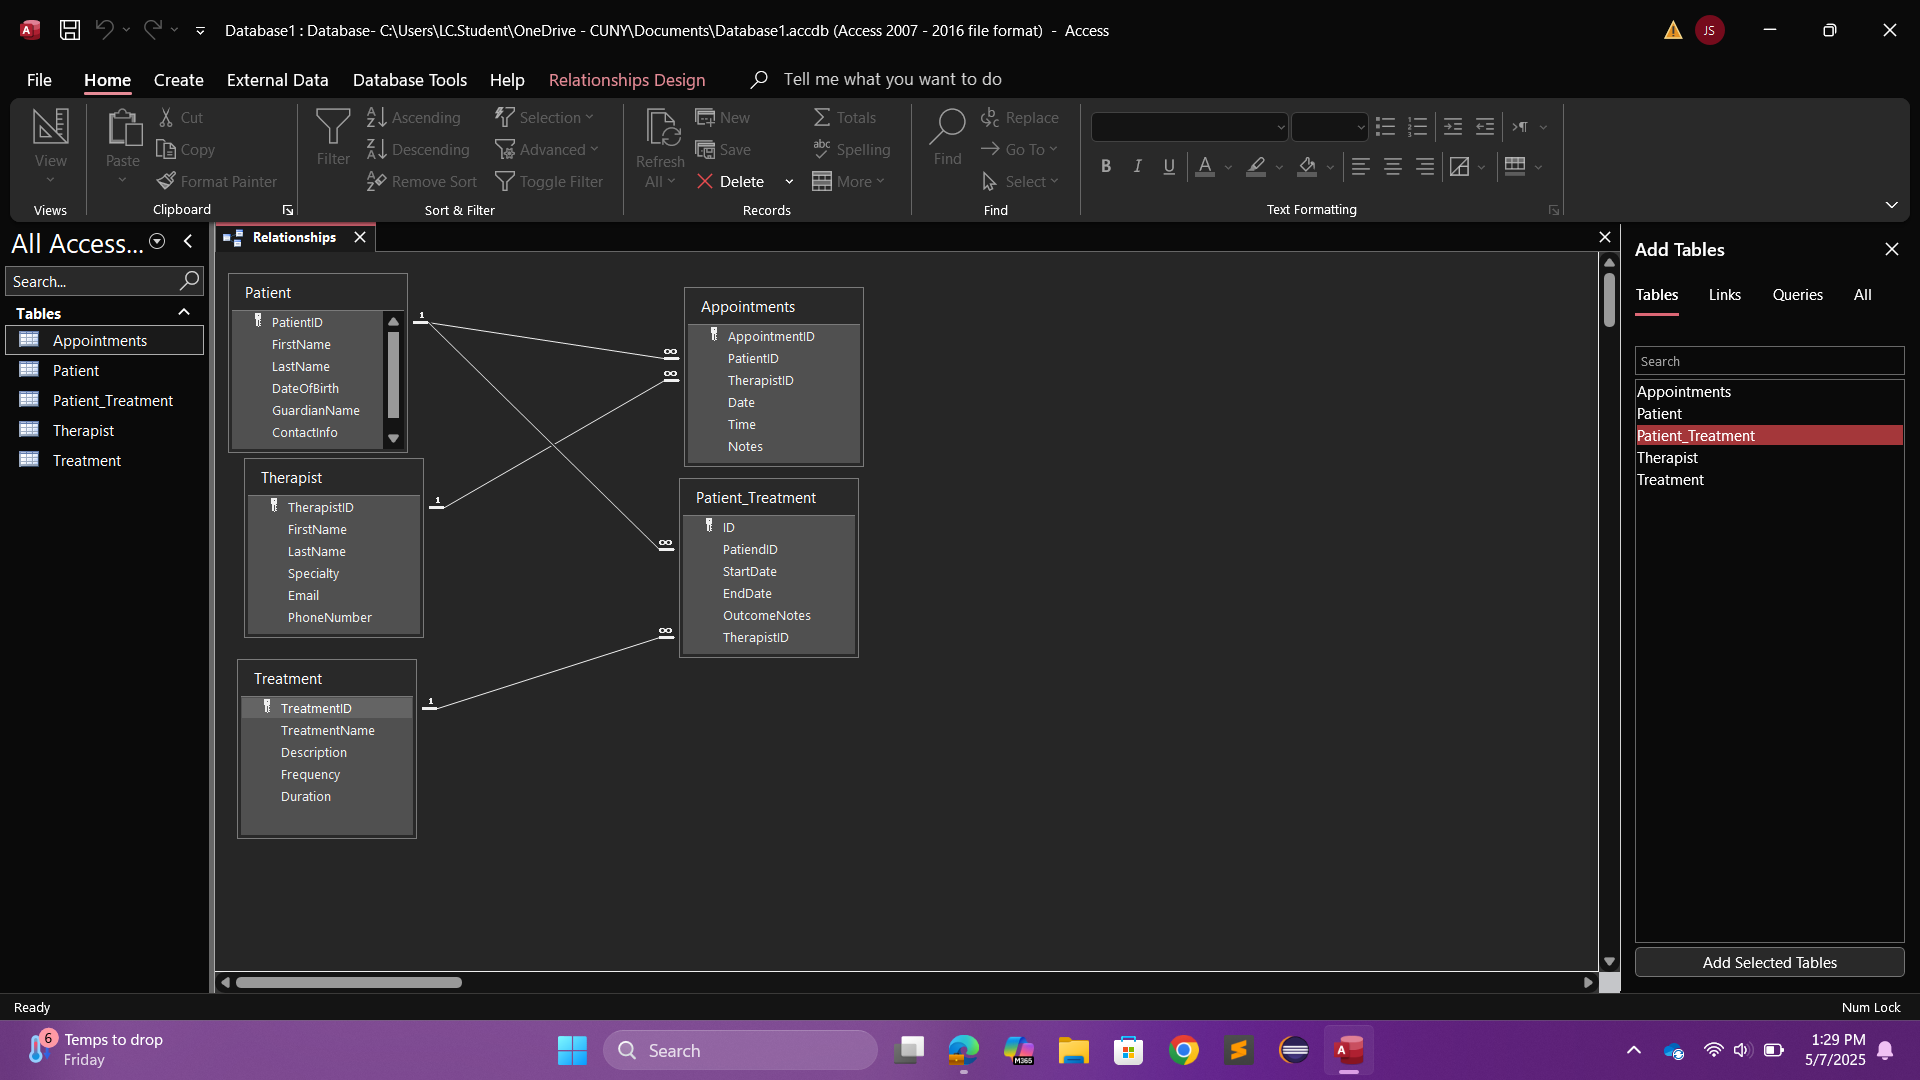 Database1 : Database- C:\Users\LC.Student\OneDrive - CUNY\Documents\Database1.accdb (Access 2007 - 2016 file format) - Access
JS
File Home Create External Data Database Tools Help Relationships Design Tell me what you want to do
View
Views
Paste
Cut
Copy
Format Painter
Clipboard
Filter
Ascending
Descending
Remove Sort
Selection
Advanced
Toggle Filter
Sort & Filter
Refresh
All
New
Save
Delete
Totals
Spelling
More
Records
Find
Replace
Go To
Select
Find
B I U A
Text Formatting
All Access...
Search...
Tables
Appointments
Patient
Patient_Treatment
Therapist
Treatment
Relationships
Patient
PatientID
FirstName
LastName
DateOfBirth
GuardianName
ContactInfo
1
∞
∞
Appointments
AppointmentID
PatientID
TherapistID
Date
Time
Notes
Therapist
TherapistID
FirstName
LastName
Specialty
Email
PhoneNumber
1
∞
∞
Patient_Treatment
ID
PatiendID
StartDate
EndDate
OutcomeNotes
TherapistID
Treatment
TreatmentID
TreatmentName
Description
Frequency
Duration
1
Add Tables
Tables Links Queries All
Search
Appointments
Patient
Patient_Treatment
Therapist
Treatment
Add Selected Tables
Ready
Num Lock
6
Temps to drop
Friday
Search
M365
A
1:29 PM
5/7/2025